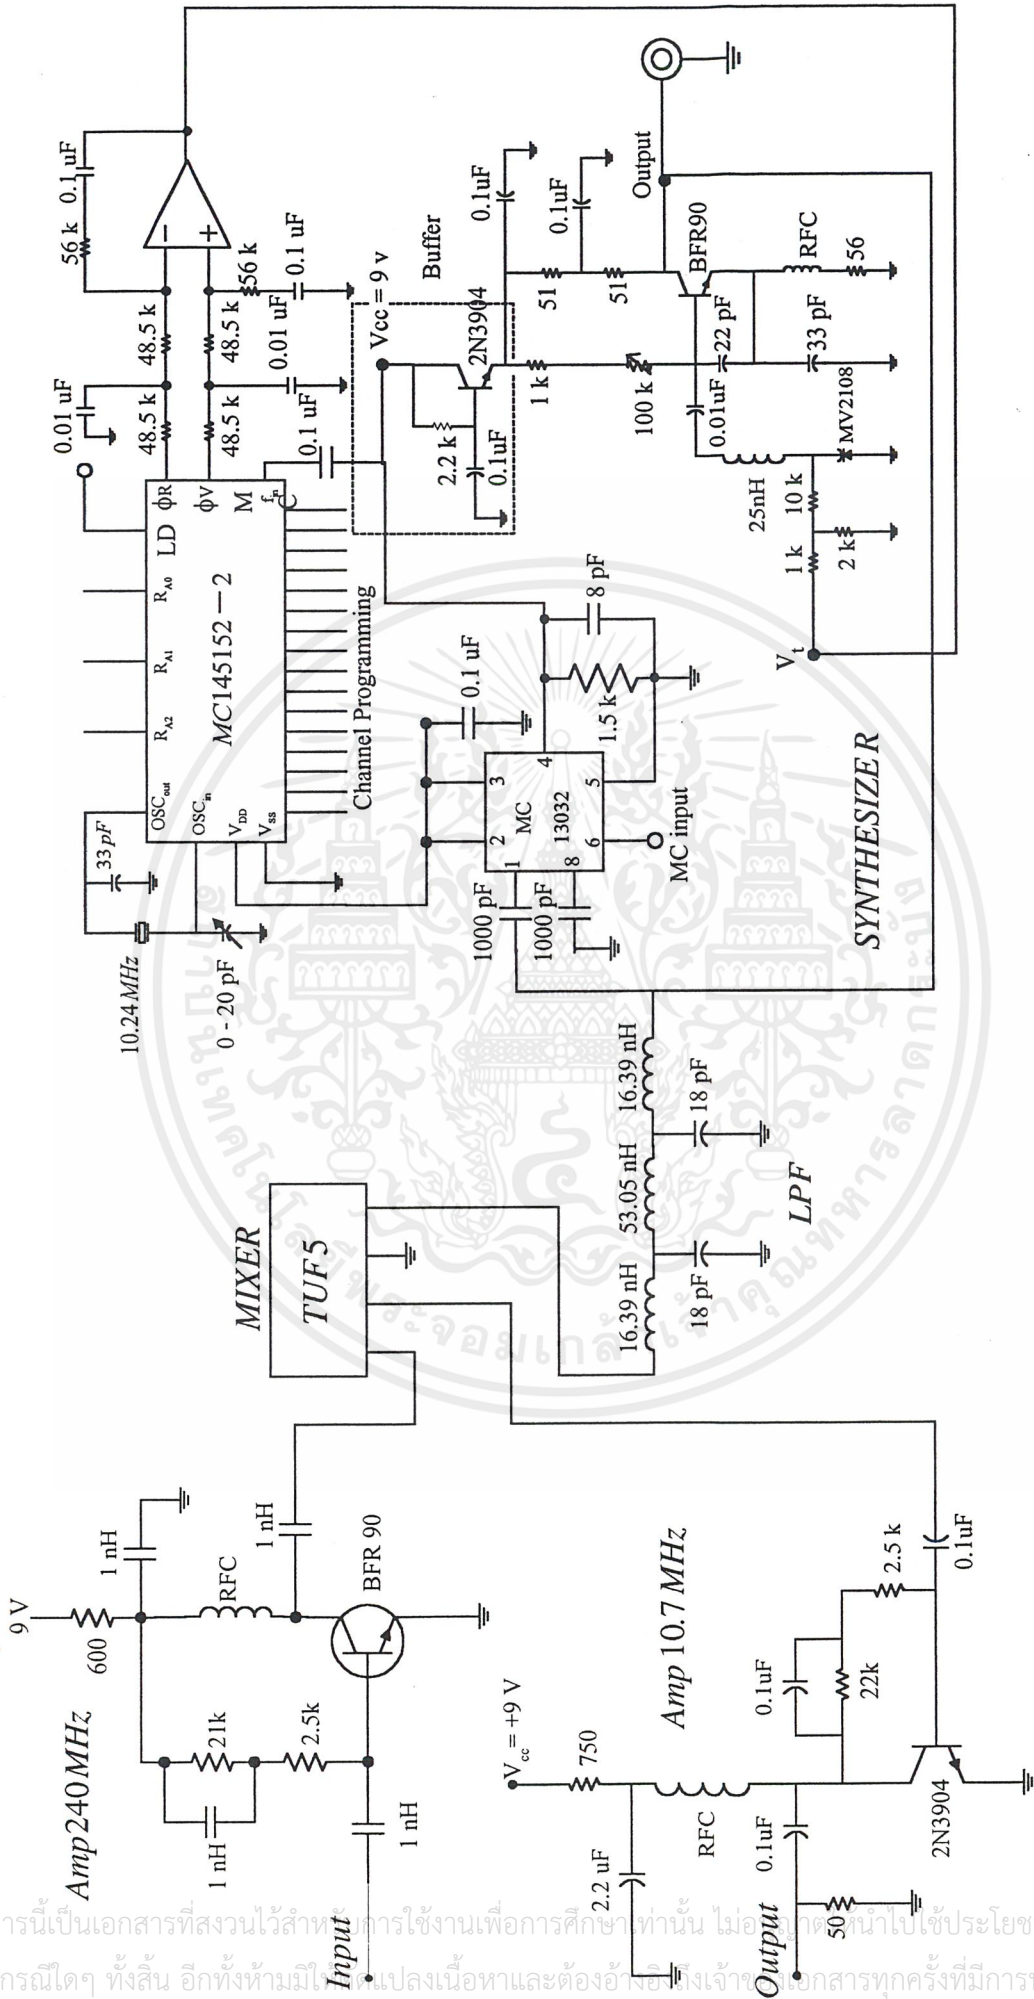 Amp240MHz
9 V
600
1 nH
RFC
1 nH
BFR 90
21k
1 nH
2.5k
1 nH
Input
MIXER
TUF5
Amp 10.7 MHz
Vcc = +9 V
750
2.2 uF
RFC
0.1uF
22k
2.5 k
0.1uF
0.1uF
2N3904
50
Output
16.39 nH
53.05 nH
16.39 nH
18 pF
18 pF
LPF
10.24 MHz
33 pF
0 - 20 pF
OSCout
OSCin
VDD
VSS
RA2
RA1
RA0
LD
ΦR
ΦV
M
fin
C
MC145152 — 2
Channel Programming
0.01 uF
48.5 k
48.5 k
48.5 k
48.5 k
56 k
0.1 uF
56 k
0.1 uF
0.01 uF
0.1 uF
−
+
Vcc = 9 v
Buffer
2N3904
2.2 k
0.1uF
1000 pF
1000 pF
1
2
3
4
5
6
8
MC
13032
MC input
0.1 uF
1.5 k
8 pF
1 k
100 k
51
51
0.1uF
0.1uF
Output
BFR90
RFC
56
22 pF
33 pF
0.01uF
25nH
MV2108
10 k
1 k
2 k
Vt
SYNTHESIZER